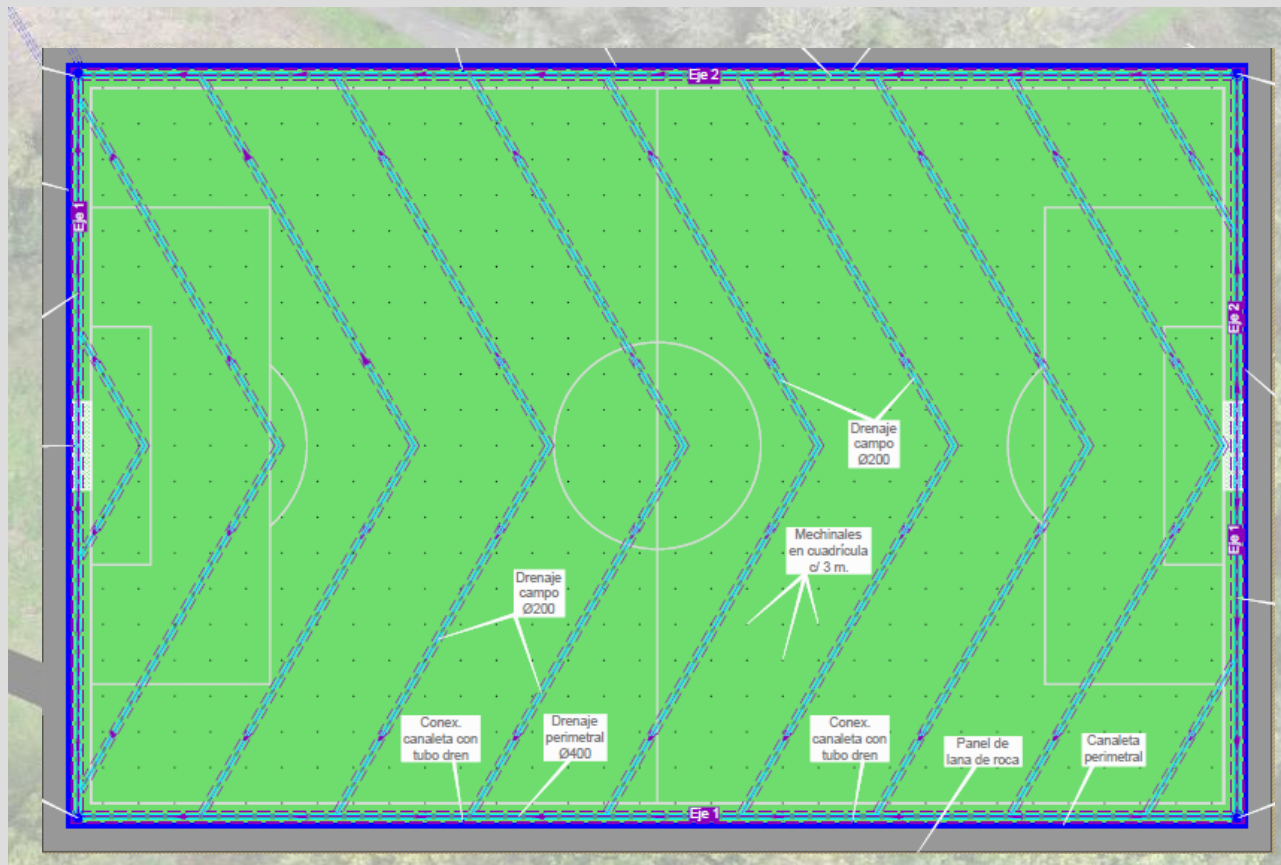 Eje 2
Eje 1
Eje 2
Drenaje
campo
Ø200
Eje 1
Mechinales
en cuadrícula
c/ 3 m.
Drenaje
campo
Ø200
Conex.
canaleta con
tubo dren
Drenaje
perimetral
Ø400
Conex.
canaleta con
tubo dren
Panel de
lana de roca
Canaleta
perimetral
Eje 1